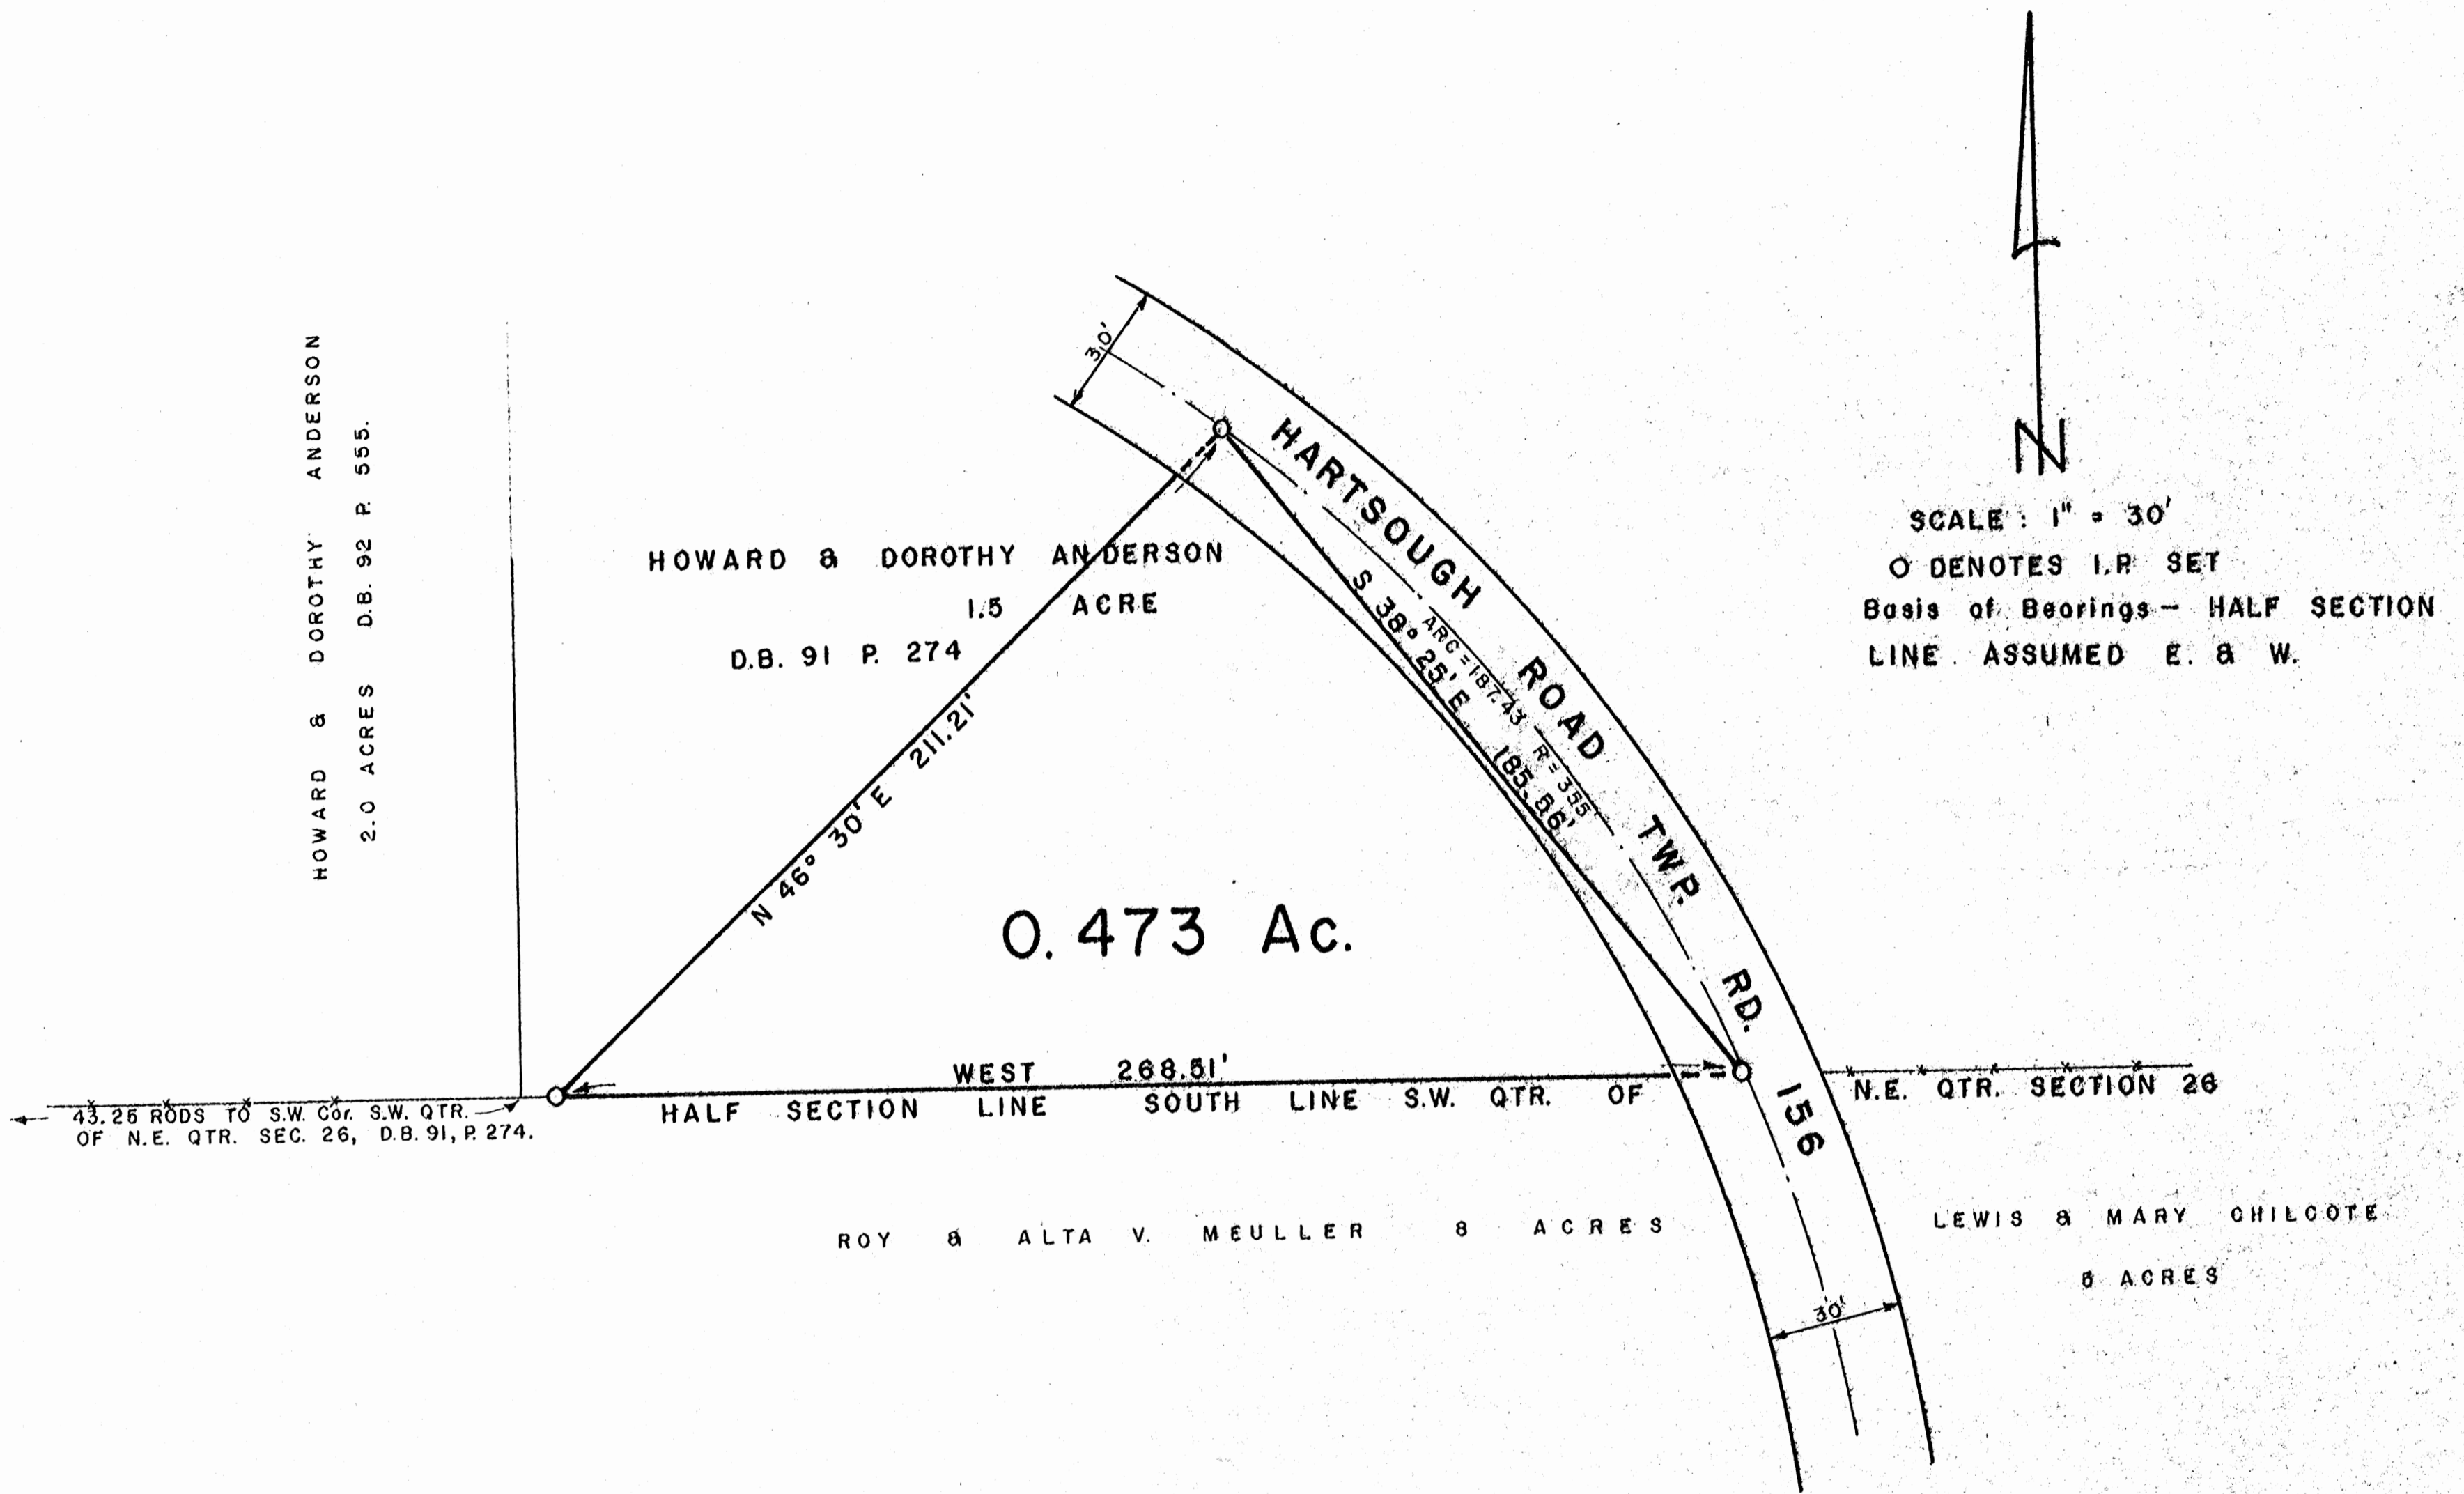 HOWARD & DOROTHY ANDERSON
2.0 ACRES D.B. 92 P. 555.
30'
HOWARD & DOROTHY ANDERSON
1.5 ACRE
D.B. 91 P. 274
N 46° 30' E 211.21'
HARTSOUGH ROAD TWP. RD. 156
ARC = 187.43 R = 355
S 38° 25' E 185.56'
N
SCALE : 1" = 30'
O DENOTES I.P. SET
Basis of Bearings — HALF SECTION
LINE ASSUMED E. & W.
0.473 Ac.
WEST 268.51'
HALF SECTION LINE SOUTH LINE S.W. QTR. OF N.E. QTR. SECTION 26
43.25 RODS TO S.W. Cor. S.W. QTR.
OF N.E. QTR. SEC. 26, D.B. 91, P. 274.
ROY & ALTA V. MEULLER 8 ACRES
LEWIS & MARY CHILCOTE
ACRES
30'